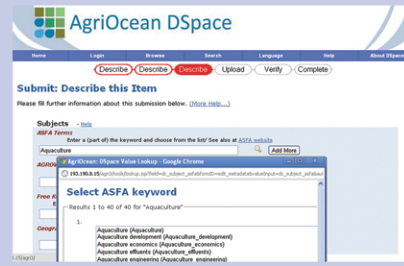 AgriOcean DSpace
Home Login Browse Search Language Help About DSpace
Describe Describe Describe Upload Verify Complete
Submit: Describe this Item
Please fill further information about this submission below. (More Help...)
Subjects - Help
ASFA Terms
Enter a (part of) the keyword and choose from the list/ See also at ASFA website
Aquaculture Add More
AGROV
AgriOcean: DSpace Value Lookup - Google Chrome
Free K
Select ASFA keyword
Results 1 to 40 of 40 for "Aquaculture"
Geogra
1.
Aquaculture (Aquaculture)
Aquaculture development (Aquaculture_development)
Aquaculture economics (Aquaculture_economics)
Aquaculture effluents (Aquaculture_effluents)
Aquaculture engineering (Aquaculture_engineering)